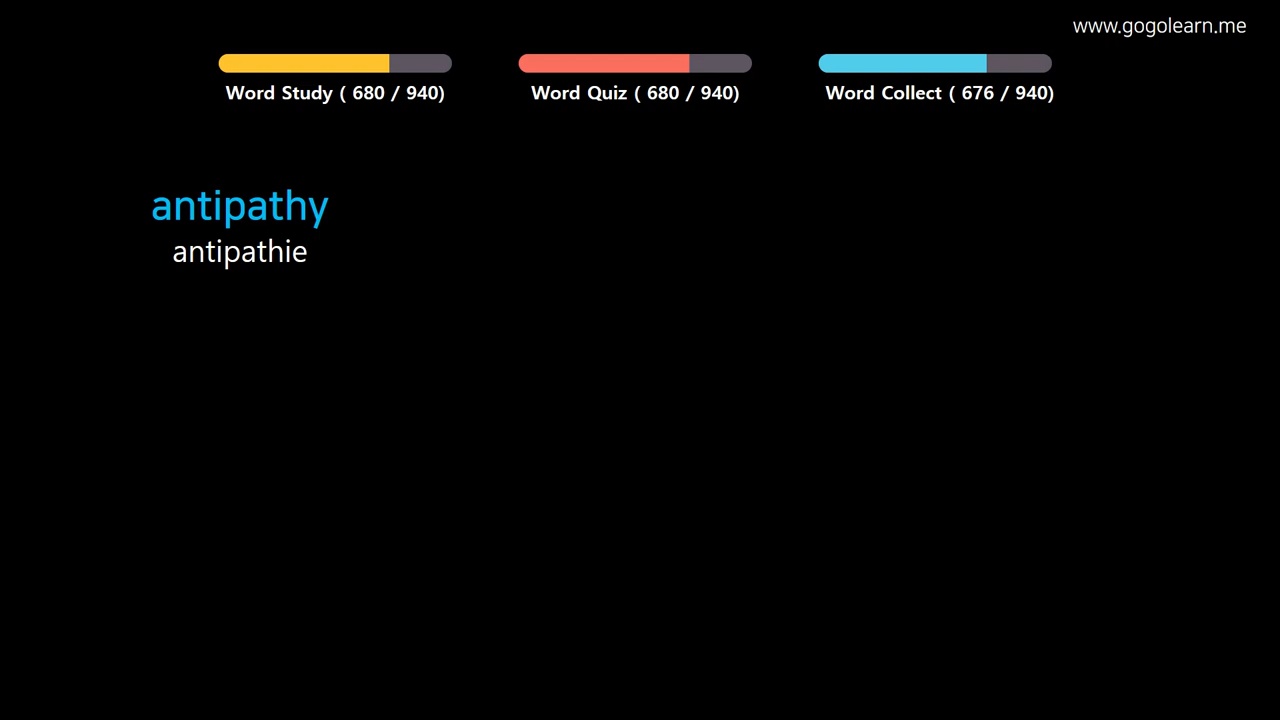 www.gogolearn.me
Word Study ( 680 / 940)
Word Quiz ( 680 / 940)
Word Collect ( 676 / 940)
antipathy
antipathie